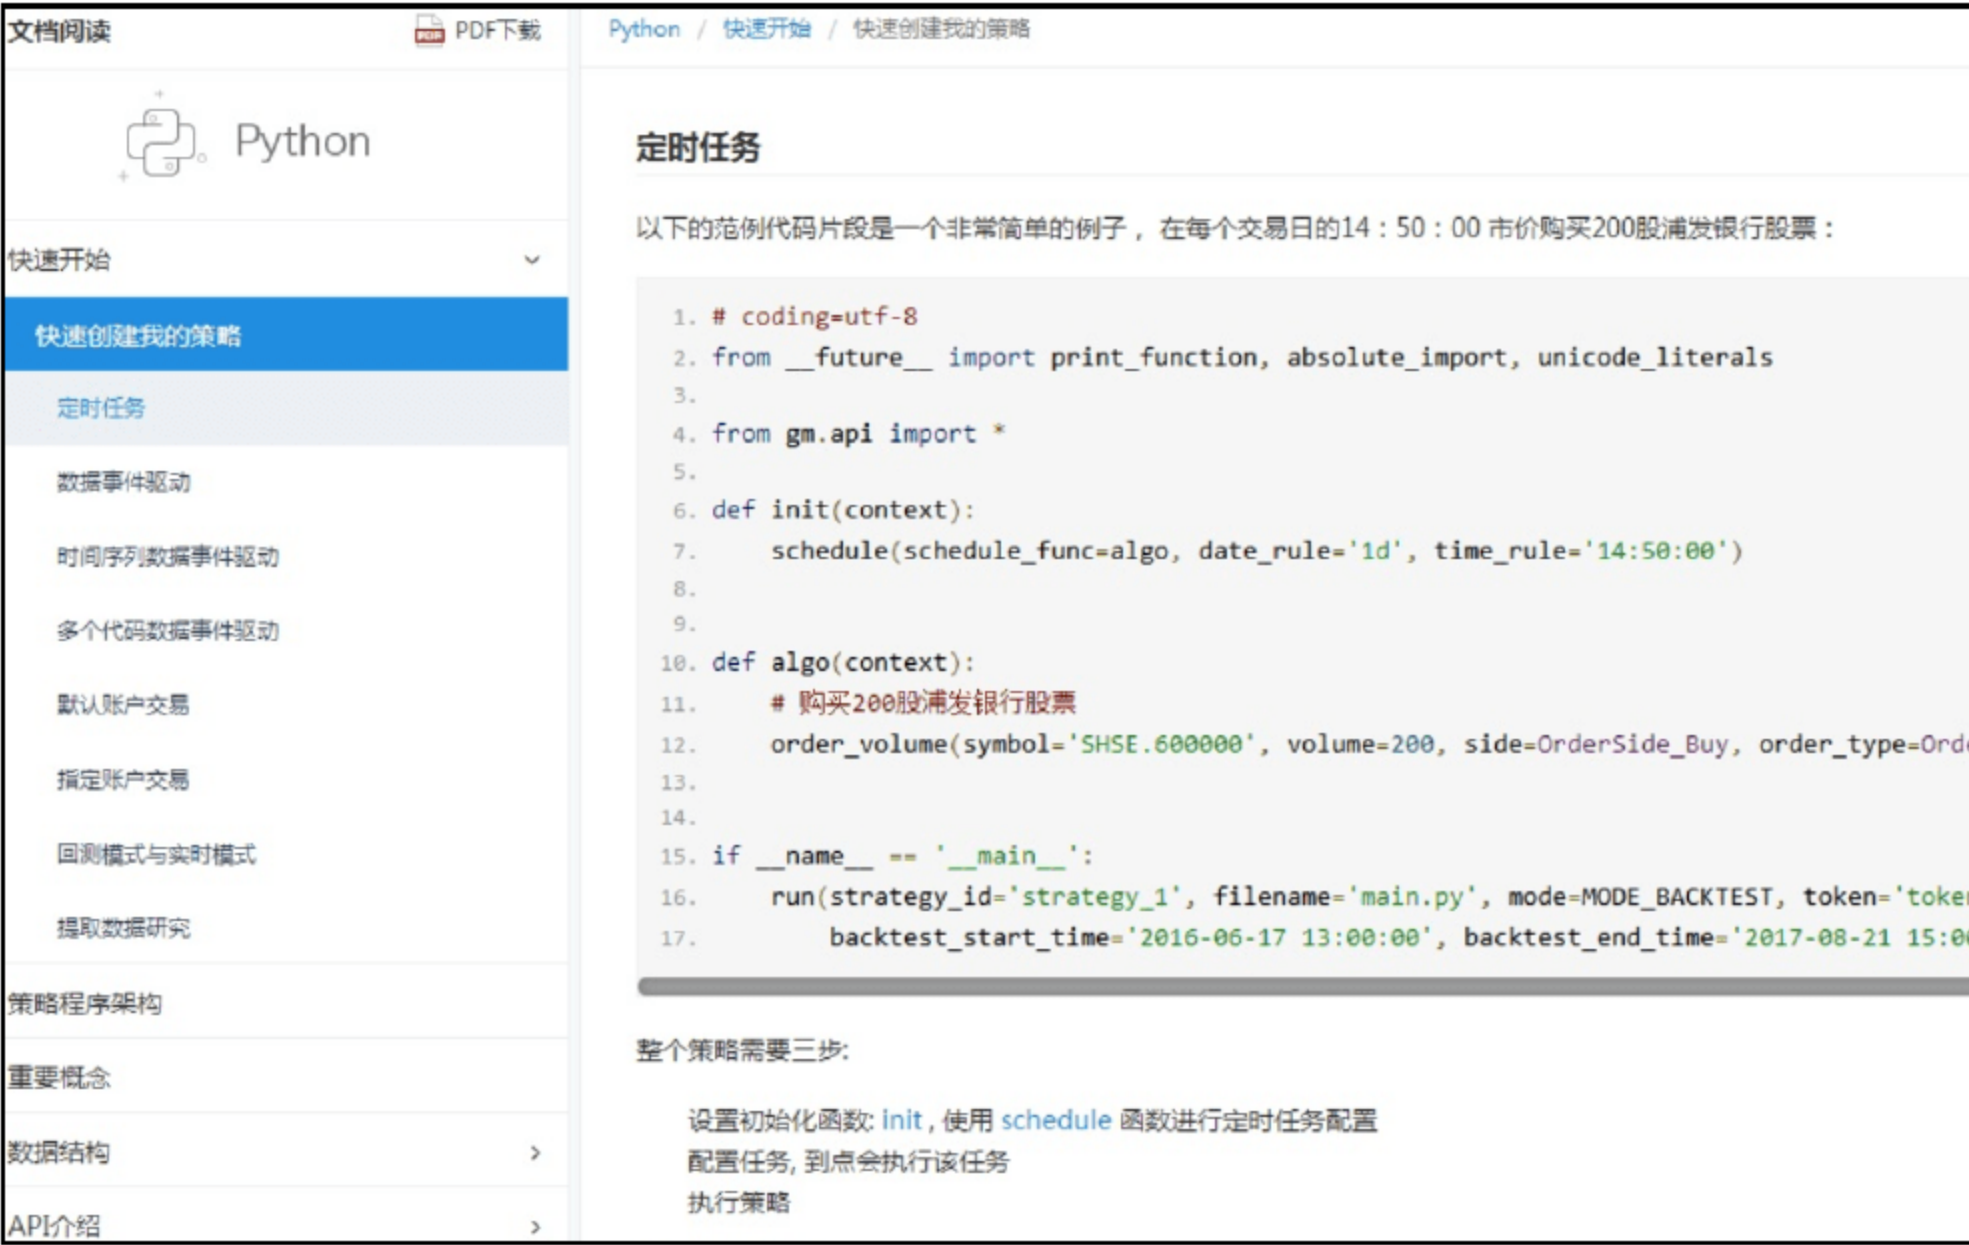 文档阅读
PDF下载
Python
快速开始
快速创建我的策略
定时任务
数据事件驱动
时间序列数据事件驱动
多个代码数据事件驱动
默认账户交易
指定账户交易
回测模式与实时模式
提取数据研究
策略程序架构
重要概念
数据结构
API介绍
Python / 快速开始 / 快速创建我的策略
定时任务
以下的范例代码片段是一个非常简单的例子，在每个交易日的14：50：00 市价购买200股浦发银行股票：
1. # coding=utf-8
2. from __future__ import print_function, absolute_import, unicode_literals
3.
4. from gm.api import *
5.
6. def init(context):
7.     schedule(schedule_func=algo, date_rule='1d', time_rule='14:50:00')
8.
9.
10. def algo(context):
11.     # 购买200股浦发银行股票
12.     order_volume(symbol='SHSE.600000', volume=200, side=OrderSide_Buy, order_type=Ord
13.
14.
15. if __name__ == '__main__':
16.     run(strategy_id='strategy_1', filename='main.py', mode=MODE_BACKTEST, token='toke
17.         backtest_start_time='2016-06-17 13:00:00', backtest_end_time='2017-08-21 15:0
整个策略需要三步:
设置初始化函数: init , 使用 schedule 函数进行定时任务配置
配置任务, 到点会执行该任务
执行策略